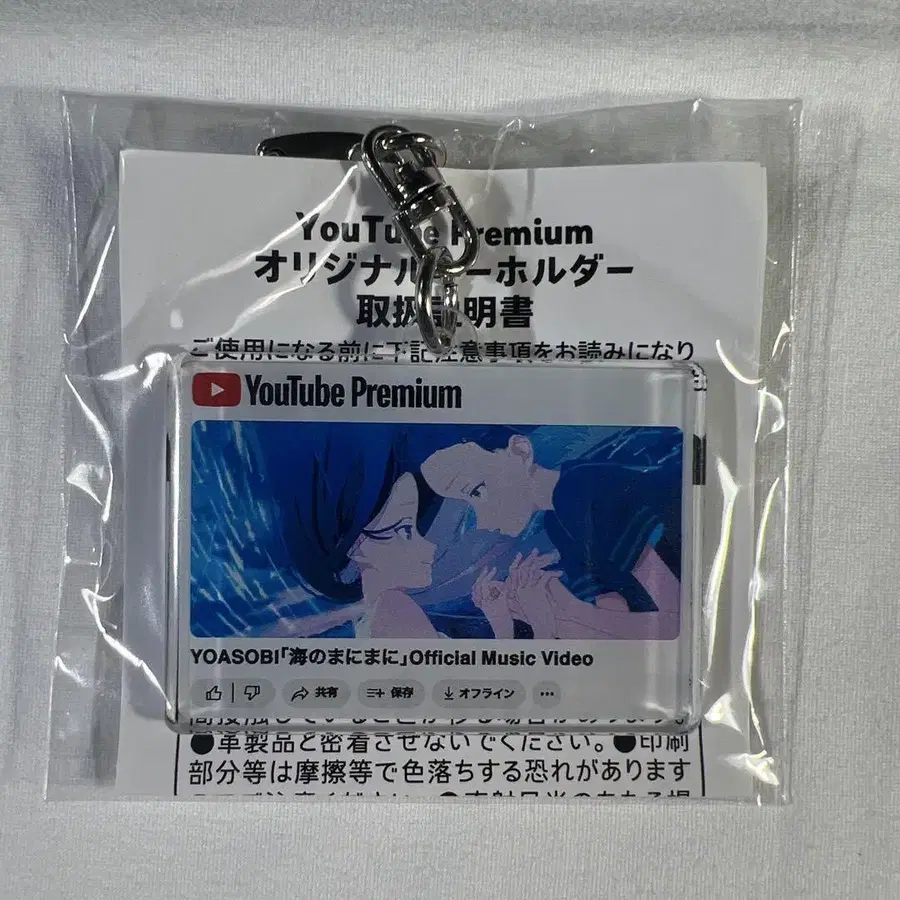 YouTube Premium
オリジナルキーホルダー
取扱説明書
ご使用になる前に下記注意事項をお読みになり
YouTube Premium
YOASOBI「海のまにまに」Official Music Video
共有 保存 オフライン
●革製品と密着させないでください。●印刷
部分等は摩擦等で色落ちする恐れがあります